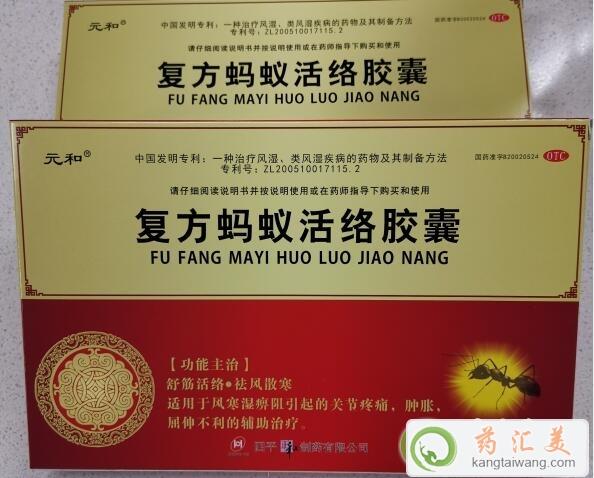 元和®
中国发明专利：一种治疗风湿、类风湿疾病的药物及其制备方法
专利号：ZL200510017115.2
国药准字B20020524
OTC
请仔细阅读说明书并按说明使用或在药师指导下购买和使用
复方蚂蚁活络胶囊
FU FANG MAYI HUO LUO JIAO NANG
元和®
中国发明专利：一种治疗风湿、类风湿疾病的药物及其制备方法
专利号：ZL200510017115.2
国药准字B20020524
OTC
请仔细阅读说明书并按说明使用或在药师指导下购买和使用
复方蚂蚁活络胶囊
FU FANG MAYI HUO LUO JIAO NANG
【功能主治】
舒筋活络•祛风散寒
适用于风寒湿痹阻引起的关节疼痛，肿胀，
屈伸不利的辅助治疗。
制药有限公司
药汇美
kangtaiwang.com